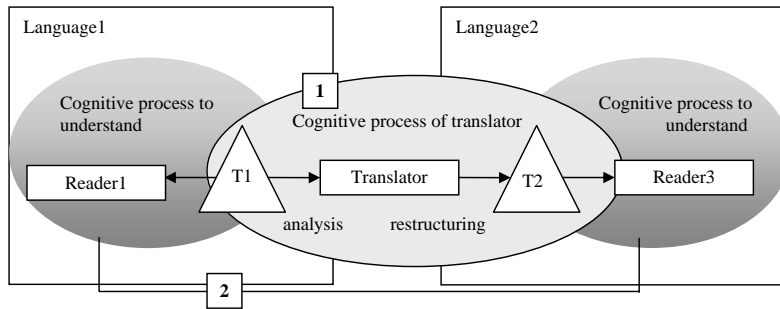 Language1
Language2
1
Cognitive process to
understand
Cognitive process of translator
Cognitive process to
understand
Reader1
T1
Translator
T2
Reader3
analysis
restructuring
2